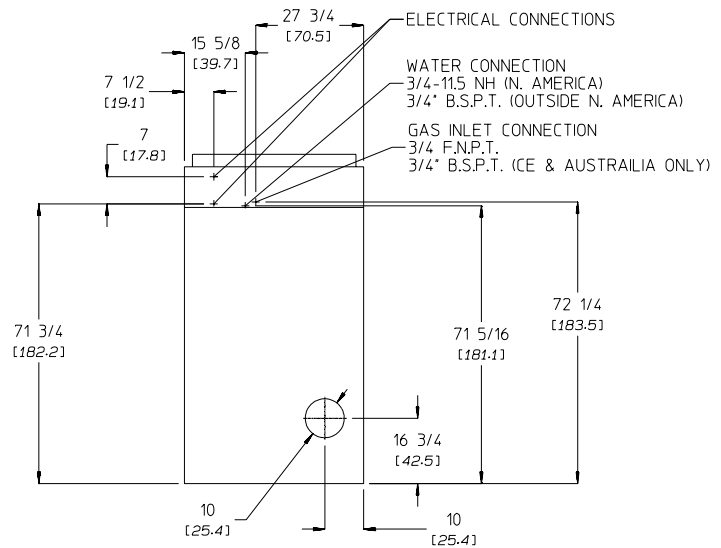 27 3/4
[70.5]
ELECTRICAL CONNECTIONS
15 5/8
[39.7]
7 1/2
[19.1]
WATER CONNECTION
3/4-11.5 NH (N. AMERICA)
3/4" B.S.P.T. (OUTSIDE N. AMERICA)
7
[17.8]
GAS INLET CONNECTION
3/4 F.N.P.T.
3/4" B.S.P.T. (CE & AUSTRAILIA ONLY)
71 3/4
[182.2]
71 5/16
[181.1]
72 1/4
[183.5]
16 3/4
[42.5]
10
[25.4]
10
[25.4]